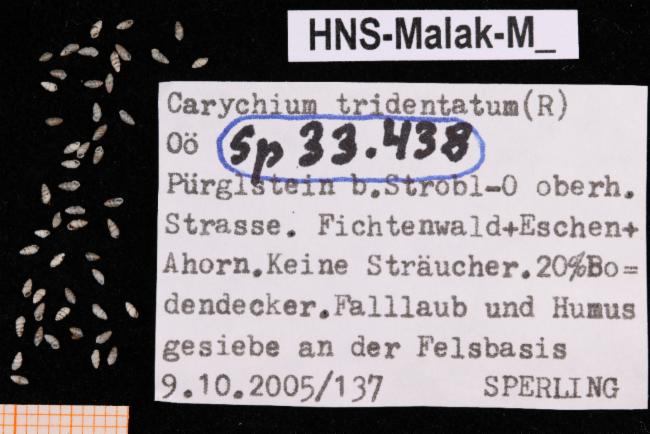 HNS-Malak-M_
Carychium tridentatum(R)
Oö Sp 33.438
Pürglstein b.Strobl-O oberh.
Strasse. Fichtenwald+Eschen+
Ahorn.Keine Sträucher.20%Bo=
dendecker.Falllaub und Humus
gesiebe an der Felsbasis
9.10.2005/137 SPERLING